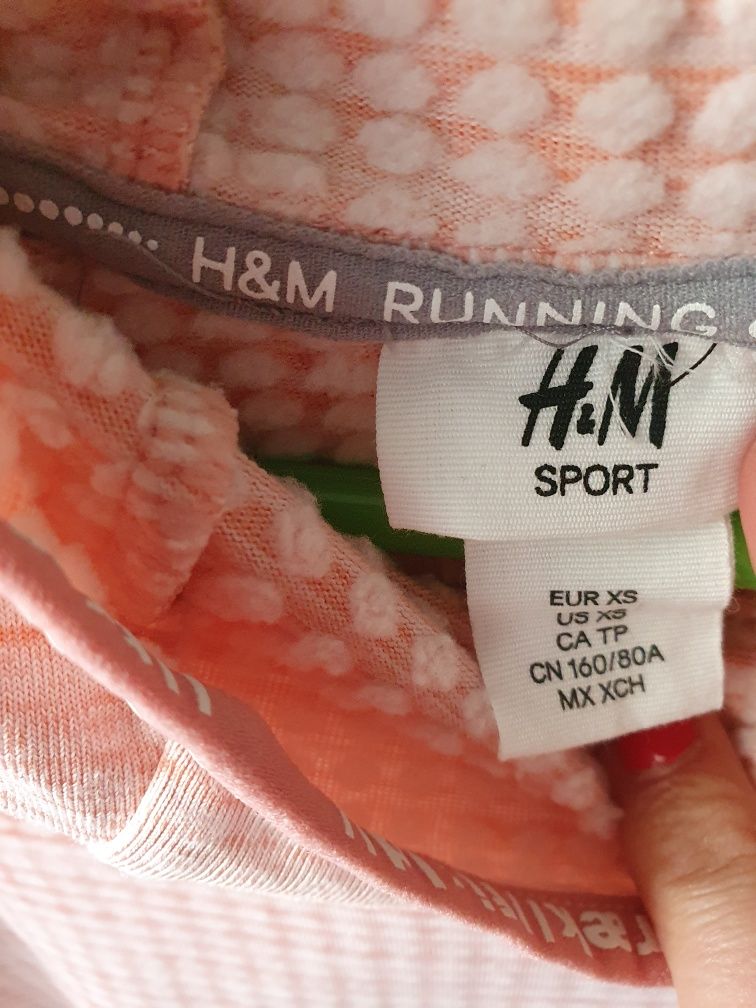 H&M RUNNING
H&M
SPORT
EUR XS
US XS
CA TP
CN 160/80A
MX XCH